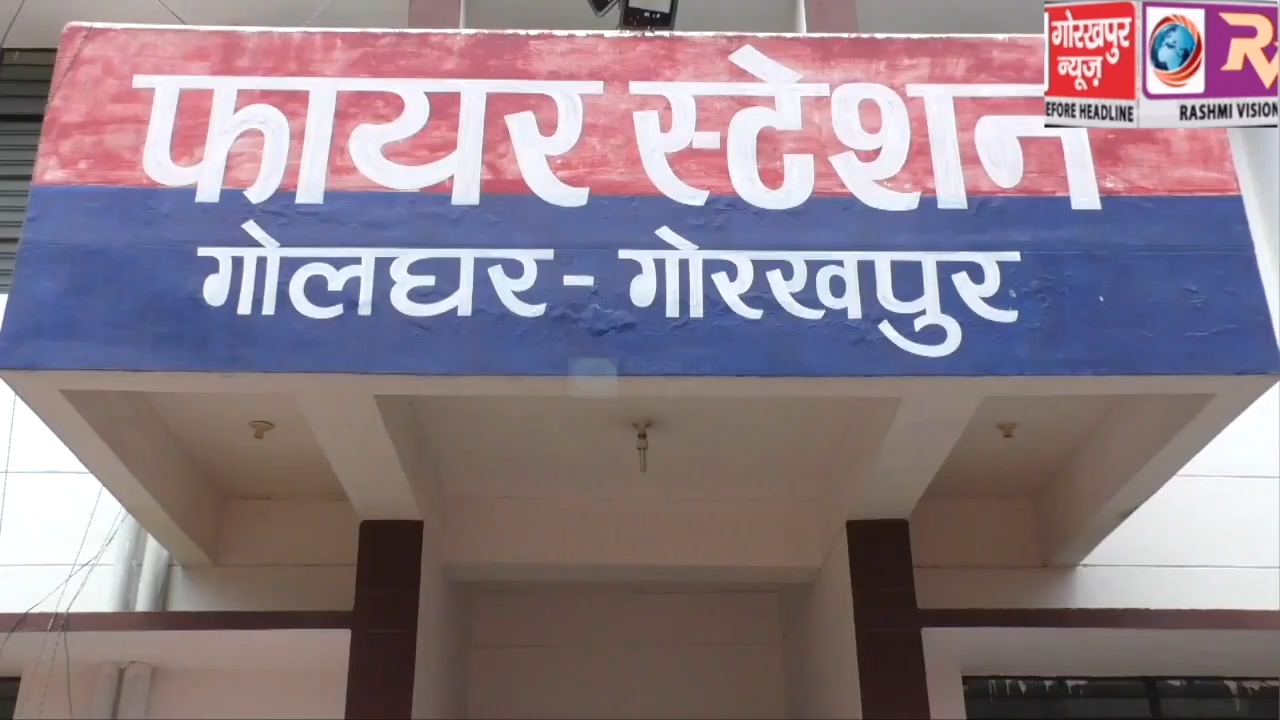 फायर स्टेशन
गोलघर - गोरखपुर
गोरखपुर
न्यूज़
EFORE HEADLINE
R
RASHMI VISION